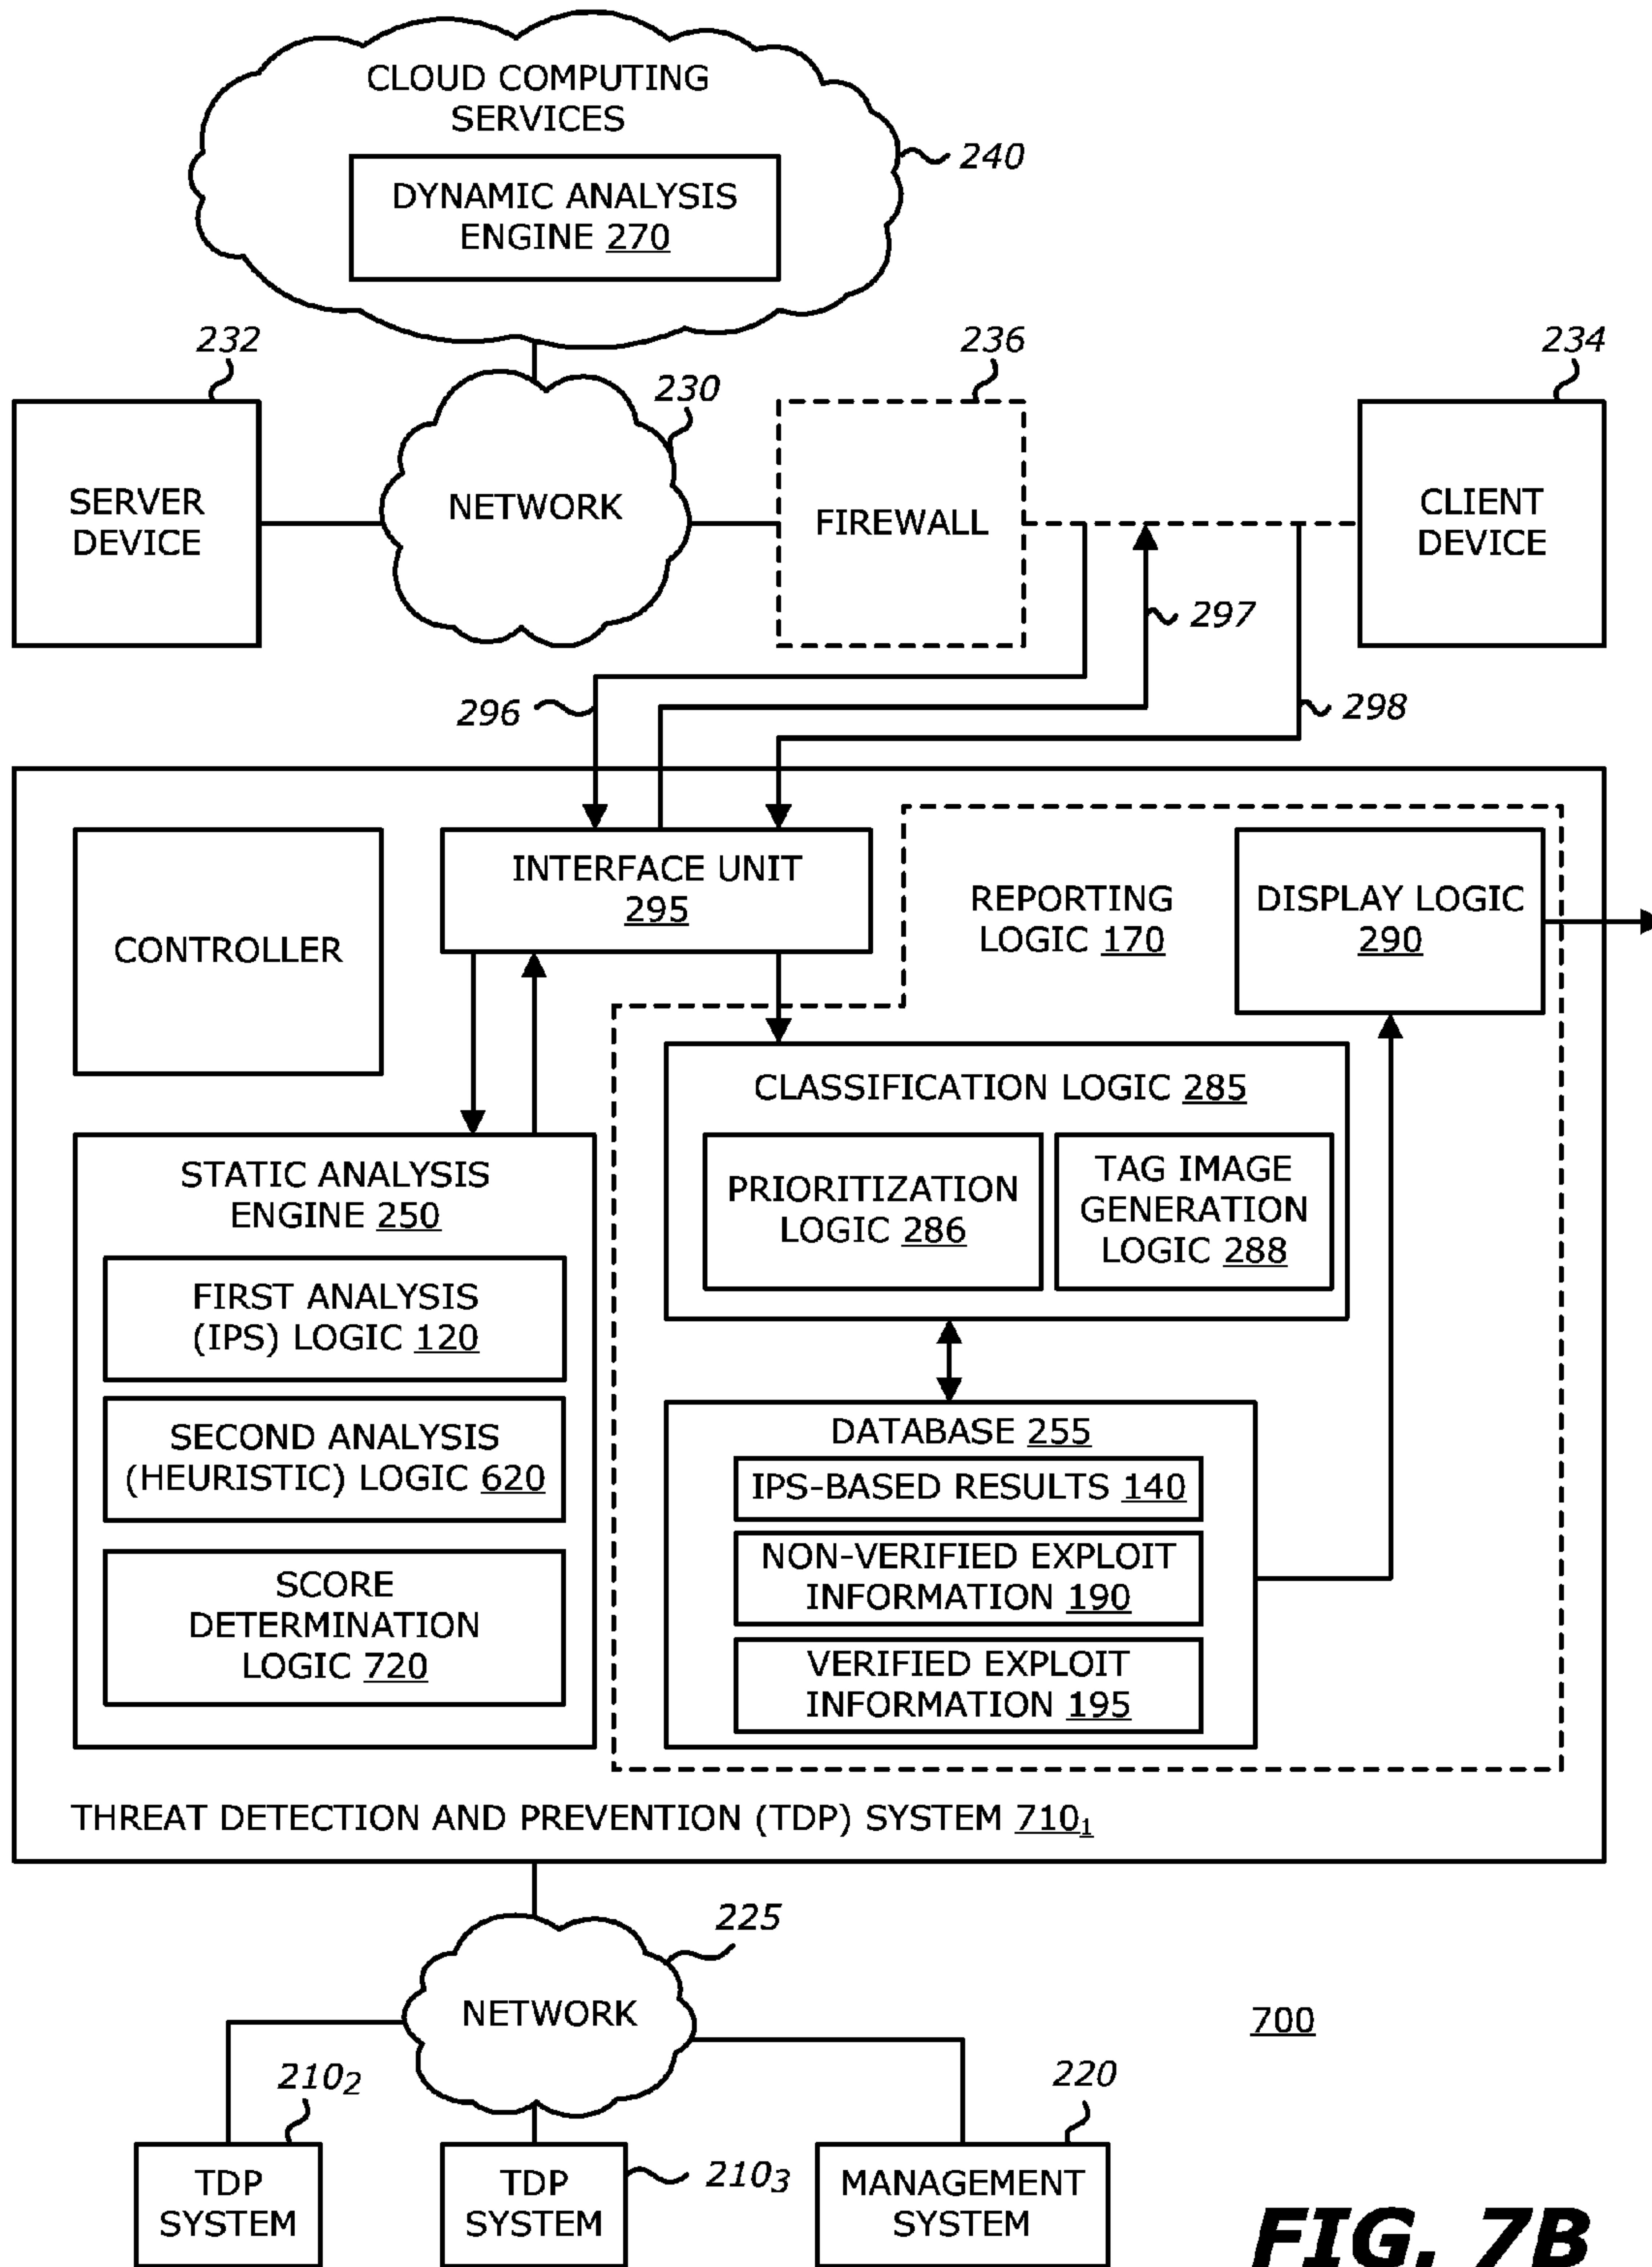 CLOUD COMPUTING
SERVICES
240
DYNAMIC ANALYSIS
ENGINE 270
232
236
234
230
SERVER
DEVICE
NETWORK
FIREWALL
CLIENT
DEVICE
297
296
298
INTERFACE UNIT
295
CONTROLLER
REPORTING
LOGIC 170
DISPLAY LOGIC
290
CLASSIFICATION LOGIC 285
PRIORITIZATION
LOGIC 286
TAG IMAGE
GENERATION
LOGIC 288
STATIC ANALYSIS
ENGINE 250
FIRST ANALYSIS
(IPS) LOGIC 120
SECOND ANALYSIS
(HEURISTIC) LOGIC 620
SCORE
DETERMINATION
LOGIC 720
DATABASE 255
IPS-BASED RESULTS 140
NON-VERIFIED EXPLOIT
INFORMATION 190
VERIFIED EXPLOIT
INFORMATION 195
THREAT DETECTION AND PREVENTION (TDP) SYSTEM 710₁
225
NETWORK
700
210₂
220
TDP
SYSTEM
TDP
SYSTEM
210₃
MANAGEMENT
SYSTEM
FIG. 7B